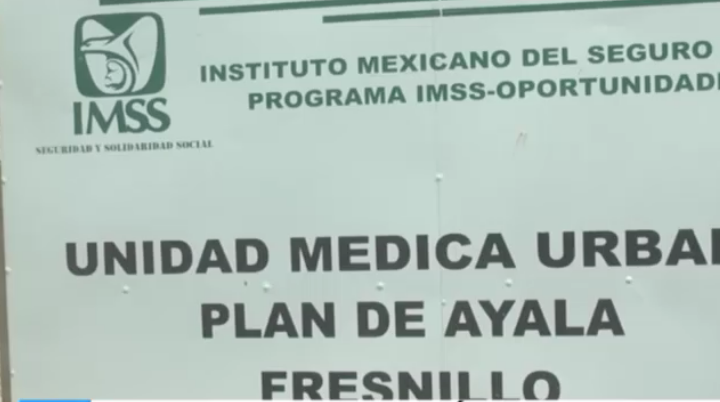 INSTITUTO MEXICANO DEL SEGURO
PROGRAMA IMSS-OPORTUNIDAD
IMSS
SEGURIDAD Y SOLIDARIDAD SOCIAL
UNIDAD MEDICA URBA
PLAN DE AYALA
FRESNILLO